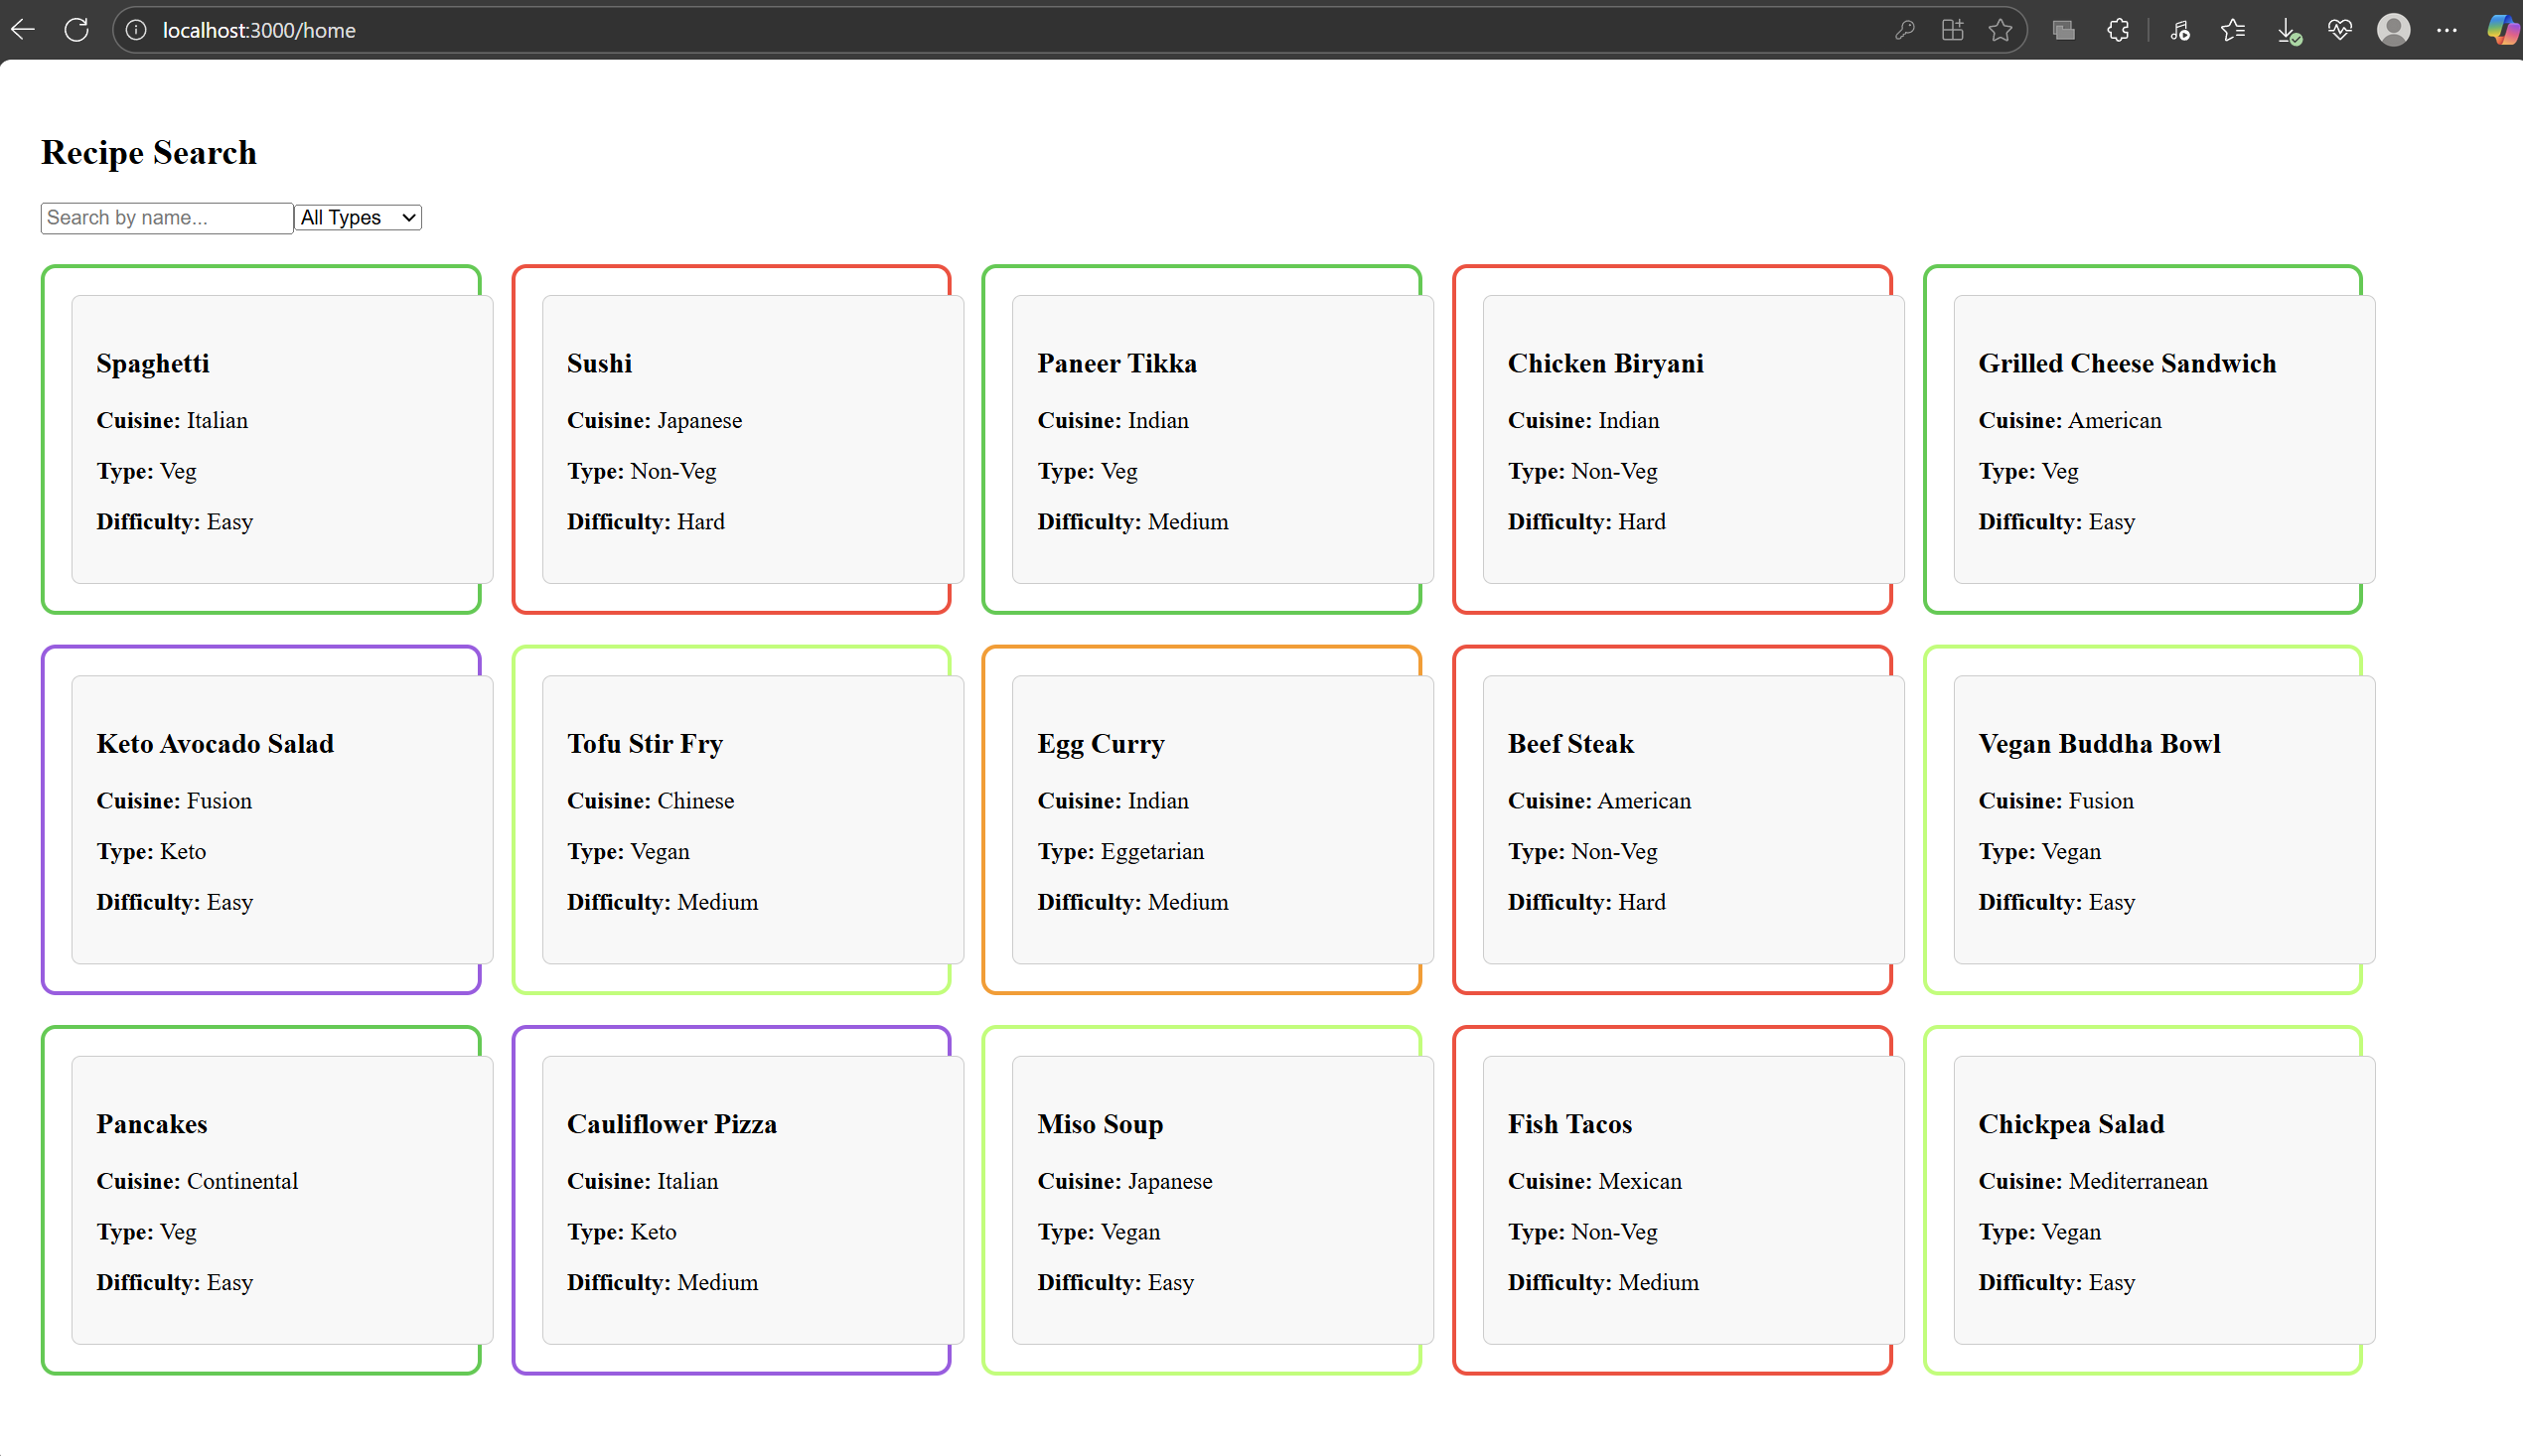 localhost:3000/home
Recipe Search
Search by name... All Types
Spaghetti
Cuisine: Italian
Type: Veg
Difficulty: Easy
Sushi
Cuisine: Japanese
Type: Non-Veg
Difficulty: Hard
Paneer Tikka
Cuisine: Indian
Type: Veg
Difficulty: Medium
Chicken Biryani
Cuisine: Indian
Type: Non-Veg
Difficulty: Hard
Grilled Cheese Sandwich
Cuisine: American
Type: Veg
Difficulty: Easy
Keto Avocado Salad
Cuisine: Fusion
Type: Keto
Difficulty: Easy
Tofu Stir Fry
Cuisine: Chinese
Type: Vegan
Difficulty: Medium
Egg Curry
Cuisine: Indian
Type: Eggetarian
Difficulty: Medium
Beef Steak
Cuisine: American
Type: Non-Veg
Difficulty: Hard
Vegan Buddha Bowl
Cuisine: Fusion
Type: Vegan
Difficulty: Easy
Pancakes
Cuisine: Continental
Type: Veg
Difficulty: Easy
Cauliflower Pizza
Cuisine: Italian
Type: Keto
Difficulty: Medium
Miso Soup
Cuisine: Japanese
Type: Vegan
Difficulty: Easy
Fish Tacos
Cuisine: Mexican
Type: Non-Veg
Difficulty: Medium
Chickpea Salad
Cuisine: Mediterranean
Type: Vegan
Difficulty: Easy